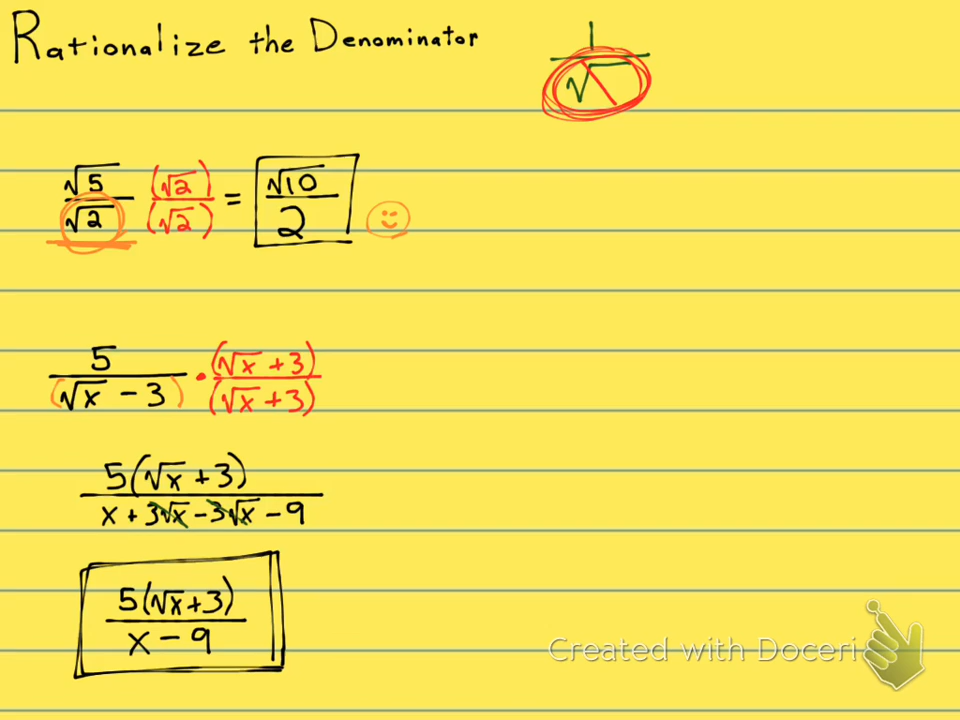 Rationalize the Denominator
1/√
√5/√2 (√2)/(√2) = √10/2
5/(√x - 3) · (√x + 3)/(√x + 3)
5(√x + 3)
x + 3√x - 3√x - 9
5(√x + 3)
x - 9
Created with Doceri